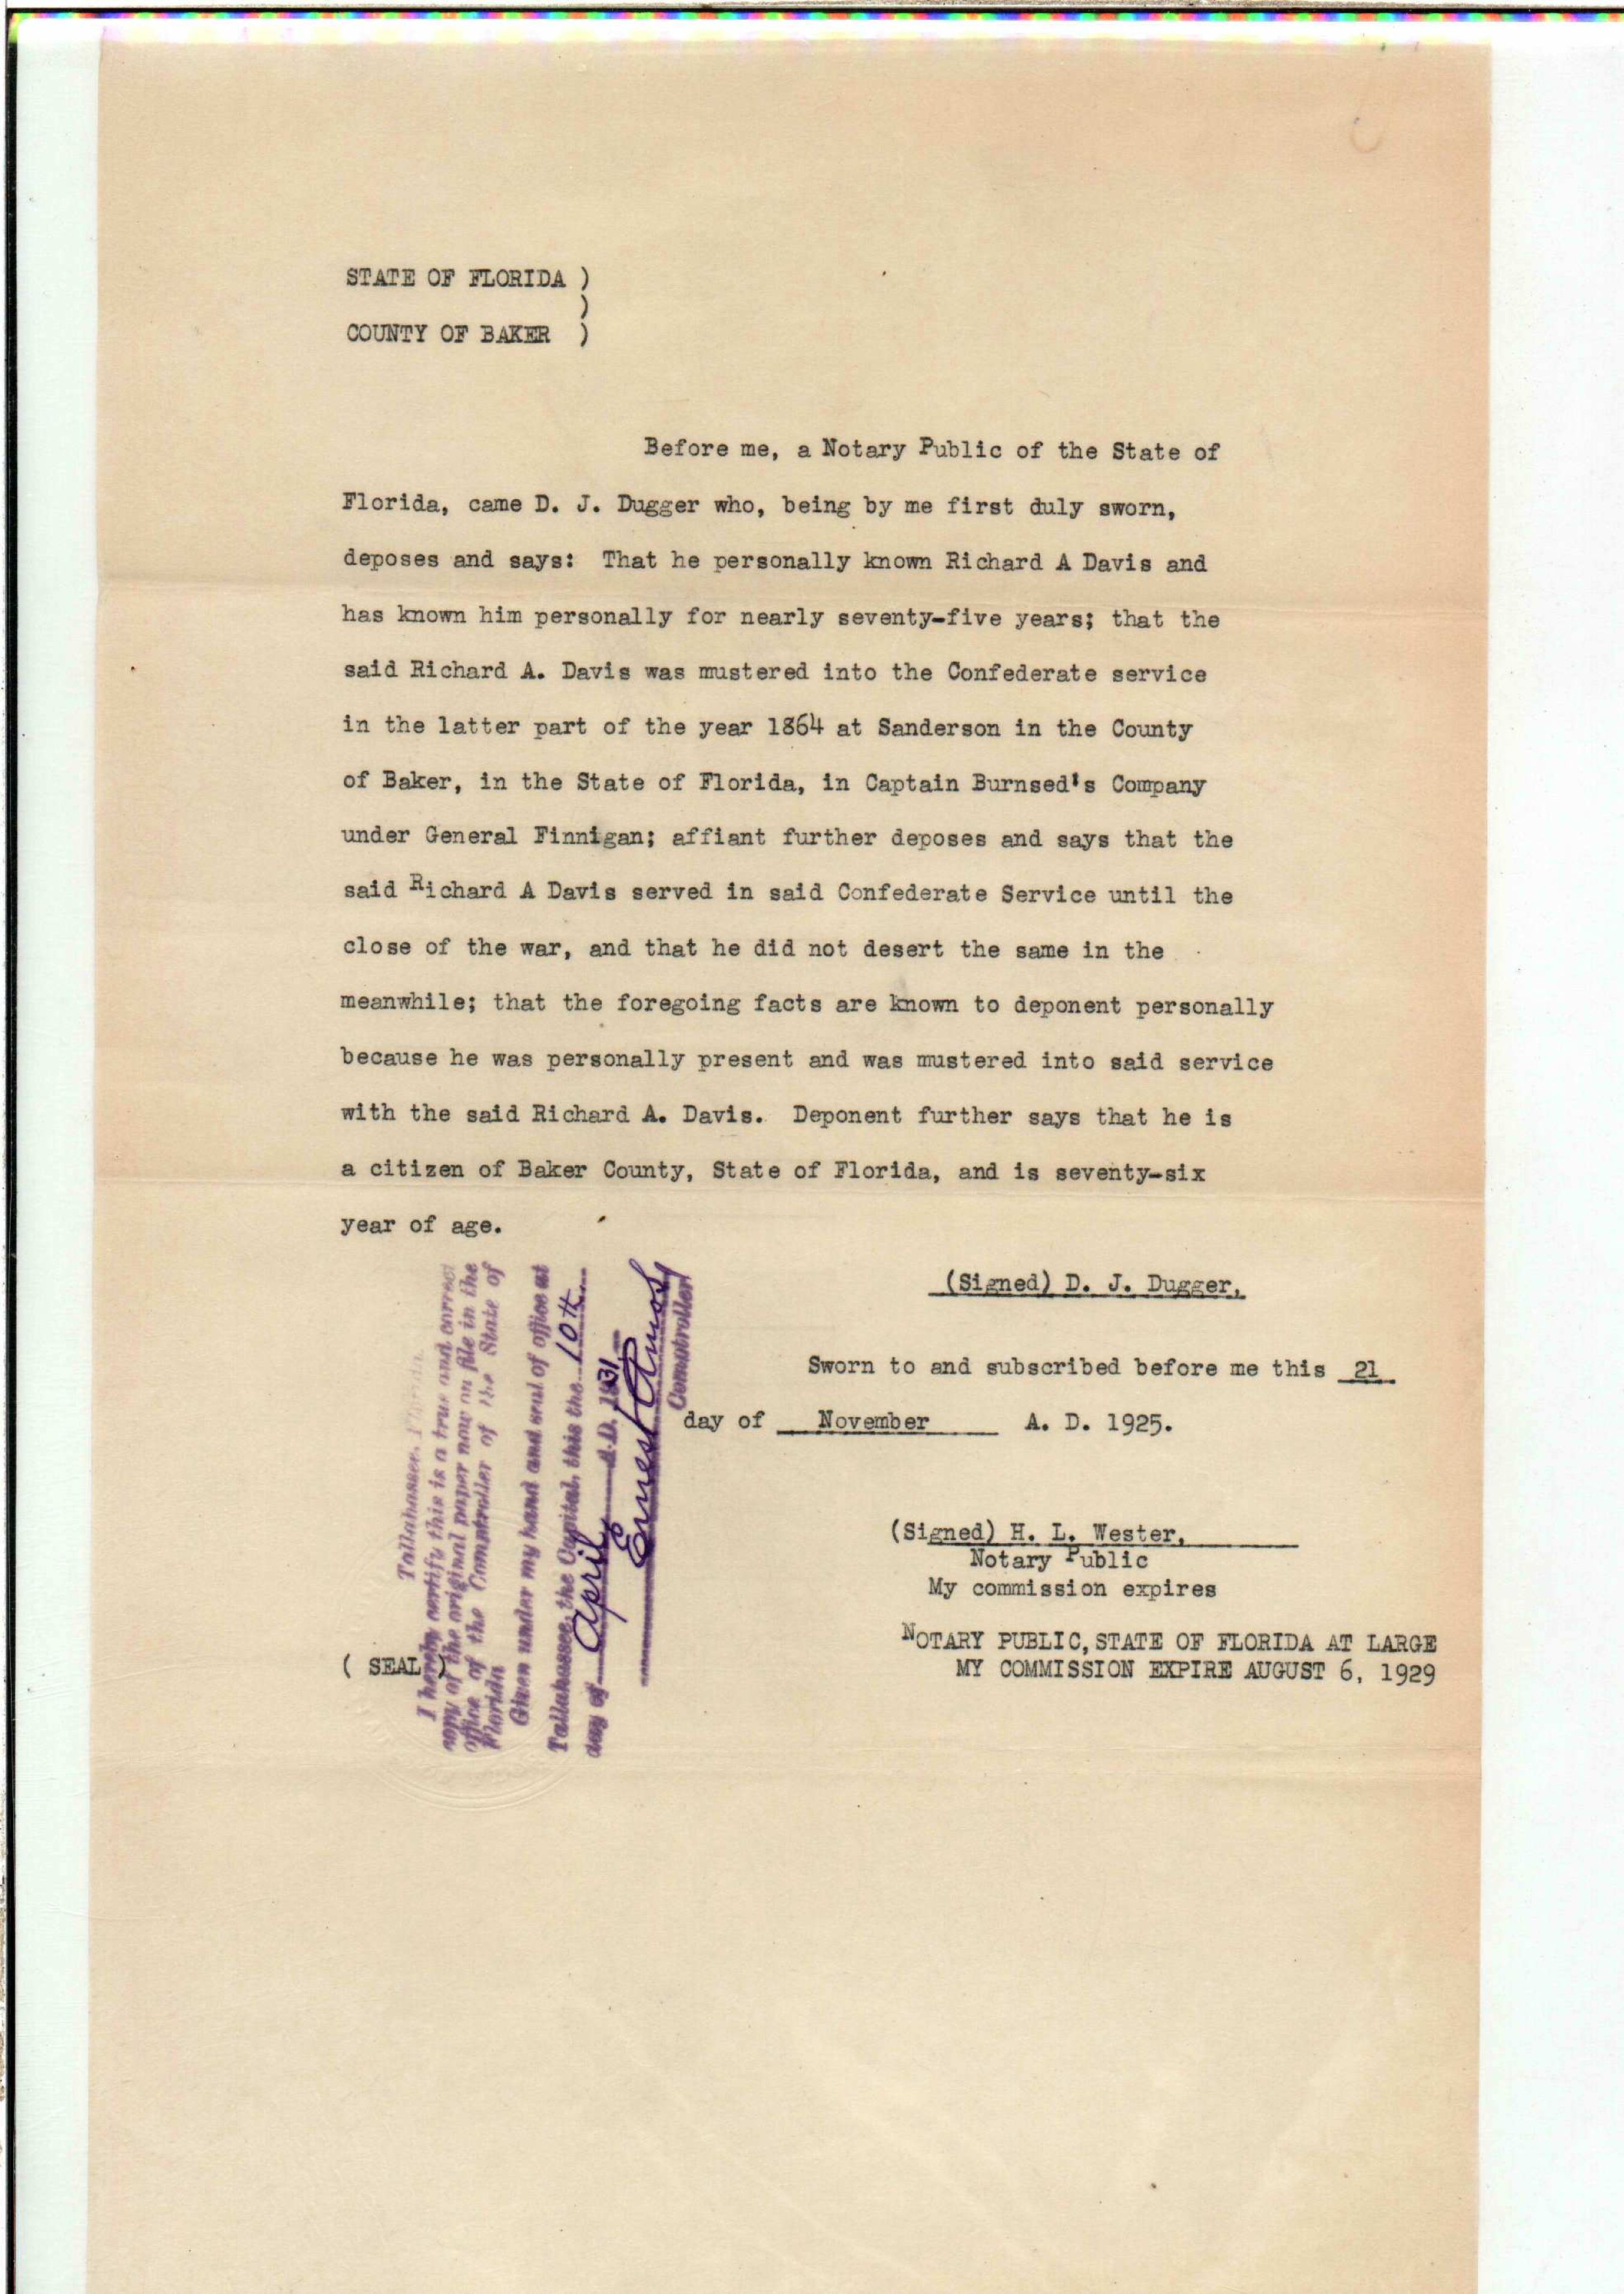 STATE OF FLORIDA )
)
COUNTY OF BAKER )
Before me, a Notary Public of the State of
Florida, came D. J. Dugger who, being by me first duly sworn,
deposes and says: That he personally known Richard A Davis and
has known him personally for nearly seventy-five years; that the
said Richard A. Davis was mustered into the Confederate service
in the latter part of the year 1864 at Sanderson in the County
of Baker, in the State of Florida, in Captain Burnsed's Company
under General Finnigan; affiant further deposes and says that the
said Richard A Davis served in said Confederate Service until the
close of the war, and that he did not desert the same in the
meanwhile; that the foregoing facts are known to deponent personally
because he was personally present and was mustered into said service
with the said Richard A. Davis. Deponent further says that he is
a citizen of Baker County, State of Florida, and is seventy-six
year of age.
(Signed) D. J. Dugger,
Sworn to and subscribed before me this 21
day of November A. D. 1925.
(Signed) H. L. Wester,
Notary Public
My commission expires
NOTARY PUBLIC, STATE OF FLORIDA AT LARGE
MY COMMISSION EXPIRE AUGUST 6, 1929
( SEAL )
Tallahassee, Florida
I hereby certify this is a true and correct
copy of the original paper now on file in the
office of the Comptroller of the State of
Florida
Given under my hand and seal of office at
Tallahassee, the Capital, this the 10th
day of April A.D. 1931
Ernest Amos
Comptroller